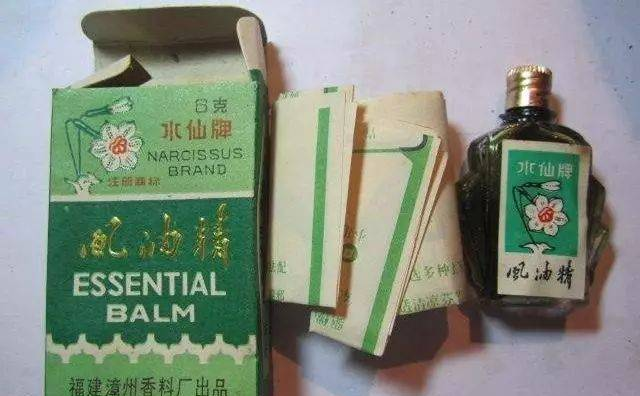 6克
水仙牌
NARCISSUS
BRAND
注册商标
风油精
ESSENTIAL
BALM
福建漳州香料厂出品
水仙牌
風油精